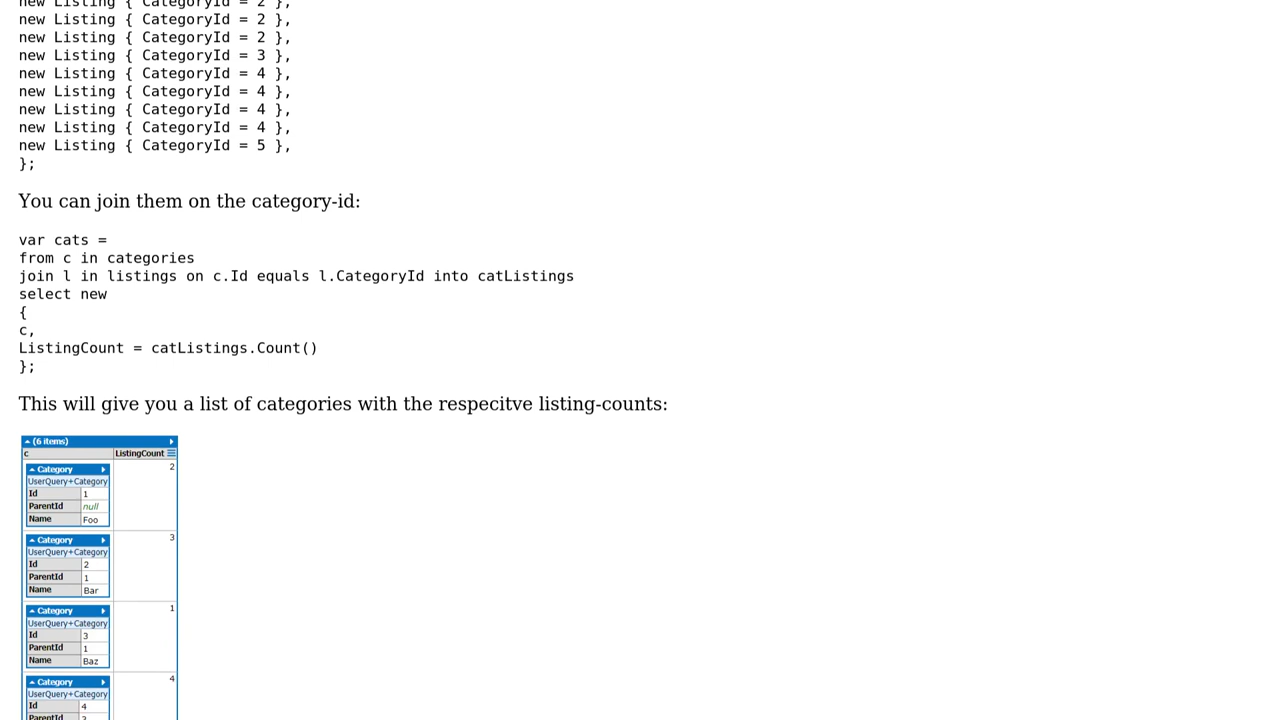 new Listing { CategoryId = 2 },
new Listing { CategoryId = 2 },
new Listing { CategoryId = 2 },
new Listing { CategoryId = 3 },
new Listing { CategoryId = 4 },
new Listing { CategoryId = 4 },
new Listing { CategoryId = 4 },
new Listing { CategoryId = 4 },
new Listing { CategoryId = 5 },
};
You can join them on the category-id:
var cats =
from c in categories
join l in listings on c.Id equals l.CategoryId into catListings
select new
{
c,
ListingCount = catListings.Count()
};
This will give you a list of categories with the respecitve listing-counts:
(6 items)
c ListingCount
Category 2
UserQuery+Category
Id 1
ParentId null
Name Foo
Category 3
UserQuery+Category
Id 2
ParentId 1
Name Bar
Category 1
UserQuery+Category
Id 3
ParentId 1
Name Baz
Category 4
UserQuery+Category
Id 4
ParentId